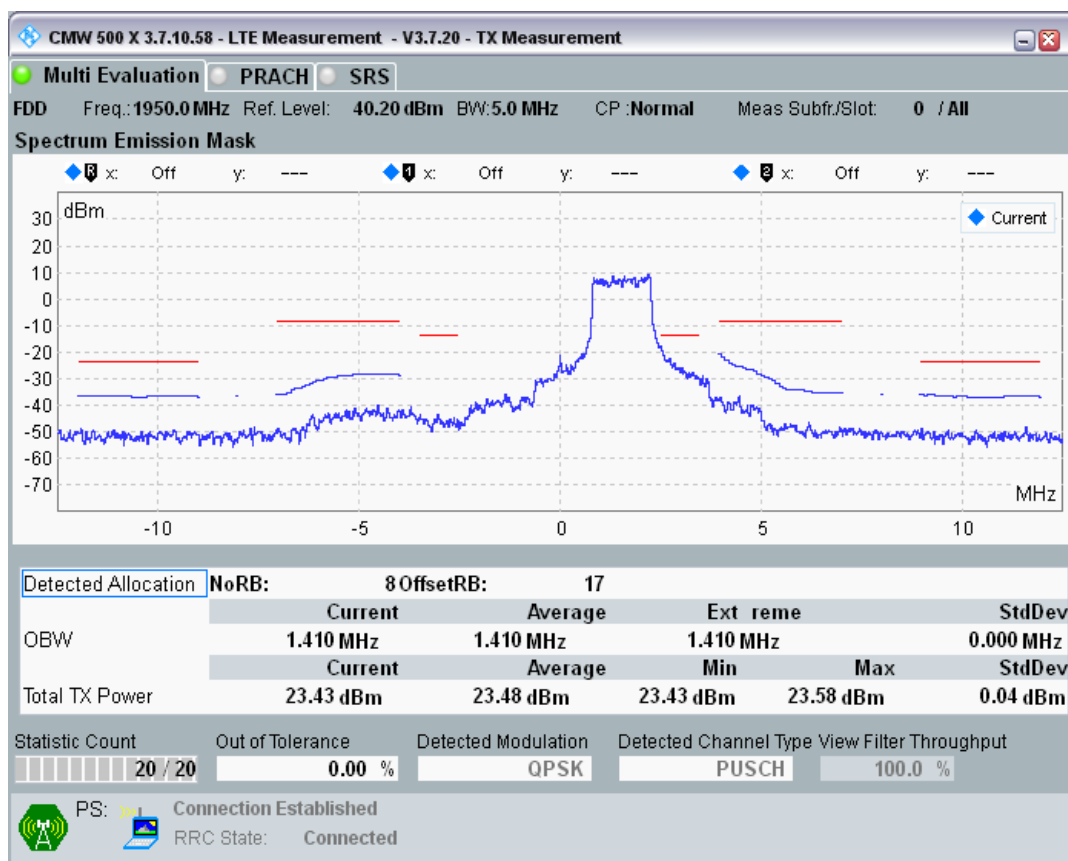 CMW 500 X 3.7.10.58 - LTE Measurement - V3.7.20 - TX Measurement
Multi Evaluation PRACH SRS
FDD Freq.: 1950.0 MHz Ref. Level: 40.20 dBm BW: 5.0 MHz CP : Normal Meas Subfr./Slot: 0 / All
Spectrum Emission Mask
R x: Off y: --- 1 x: Off y: --- 2 x: Off y: ---
dBm
Current
30
20
10
0
-10
-20
-30
-40
-50
-60
-70
MHz
-10 -5 0 5 10
Detected Allocation NoRB: 8 OffsetRB: 17
Current Average Ext reme StdDev
OBW 1.410 MHz 1.410 MHz 1.410 MHz 0.000 MHz
Current Average Min Max StdDev
Total TX Power 23.43 dBm 23.48 dBm 23.43 dBm 23.58 dBm 0.04 dBm
Statistic Count Out of Tolerance Detected Modulation Detected Channel Type View Filter Throughput
20 / 20 0.00 % QPSK PUSCH 100.0 %
PS: Connection Established
RRC State: Connected